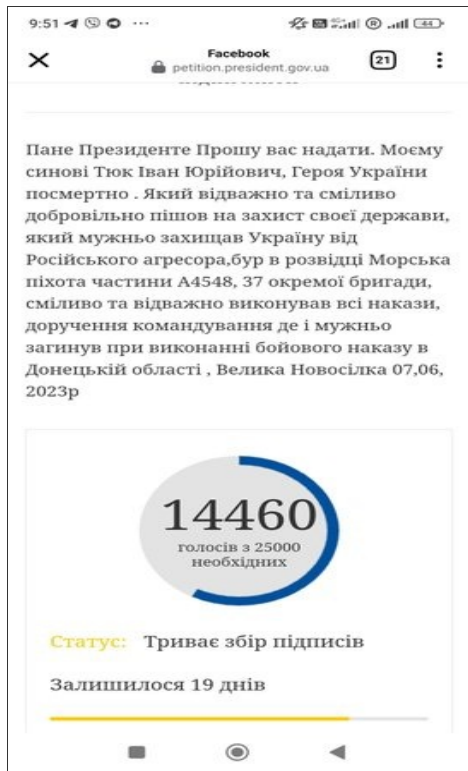 9:51 ···
44
Facebook
petition.president.gov.ua
21
Пане Президенте Прошу вас надати. Моєму
синові Тюк Іван Юрійович, Героя України
посмертно . Який відважно та сміливо
добровільно пішов на захист своєї держави,
який мужньо захищав Україну від
Російського агресора,бур в розвідці Морська
піхота частини А4548, 37 окремої бригади,
сміливо та відважно виконував всі накази,
доручення командування де і мужньо
загинув при виконанні бойового наказу в
Донецькій області , Велика Новосілка 07,06,
2023р
14460
голосів з 25000
необхідних
Статус: Триває збір підписів
Залишилося 19 днів